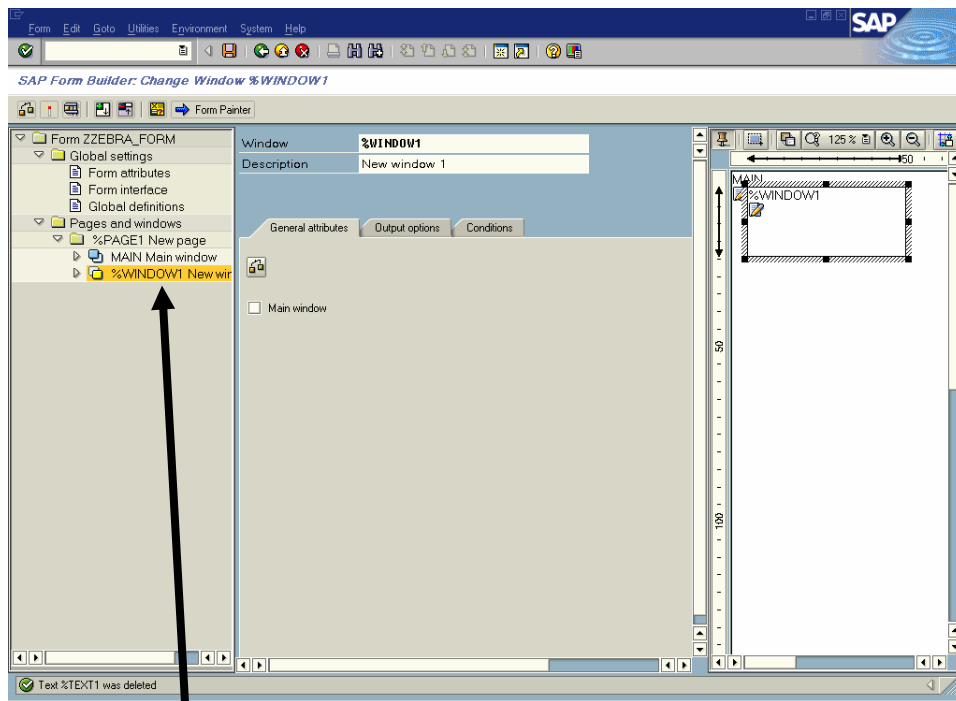 Form Edit Goto Utilities Environment System Help
SAP
SAP Form Builder: Change Window %WINDOW1
Form Painter
Form ZZEBRA_FORM
Global settings
Form attributes
Form interface
Global definitions
Pages and windows
%PAGE1 New page
MAIN Main window
%WINDOW1 New wir
Window %WINDOW1
Description New window 1
General attributes Output options Conditions
Main window
125 %
50
MAIN
%WINDOW1
50
100
Text %TEXT1 was deleted